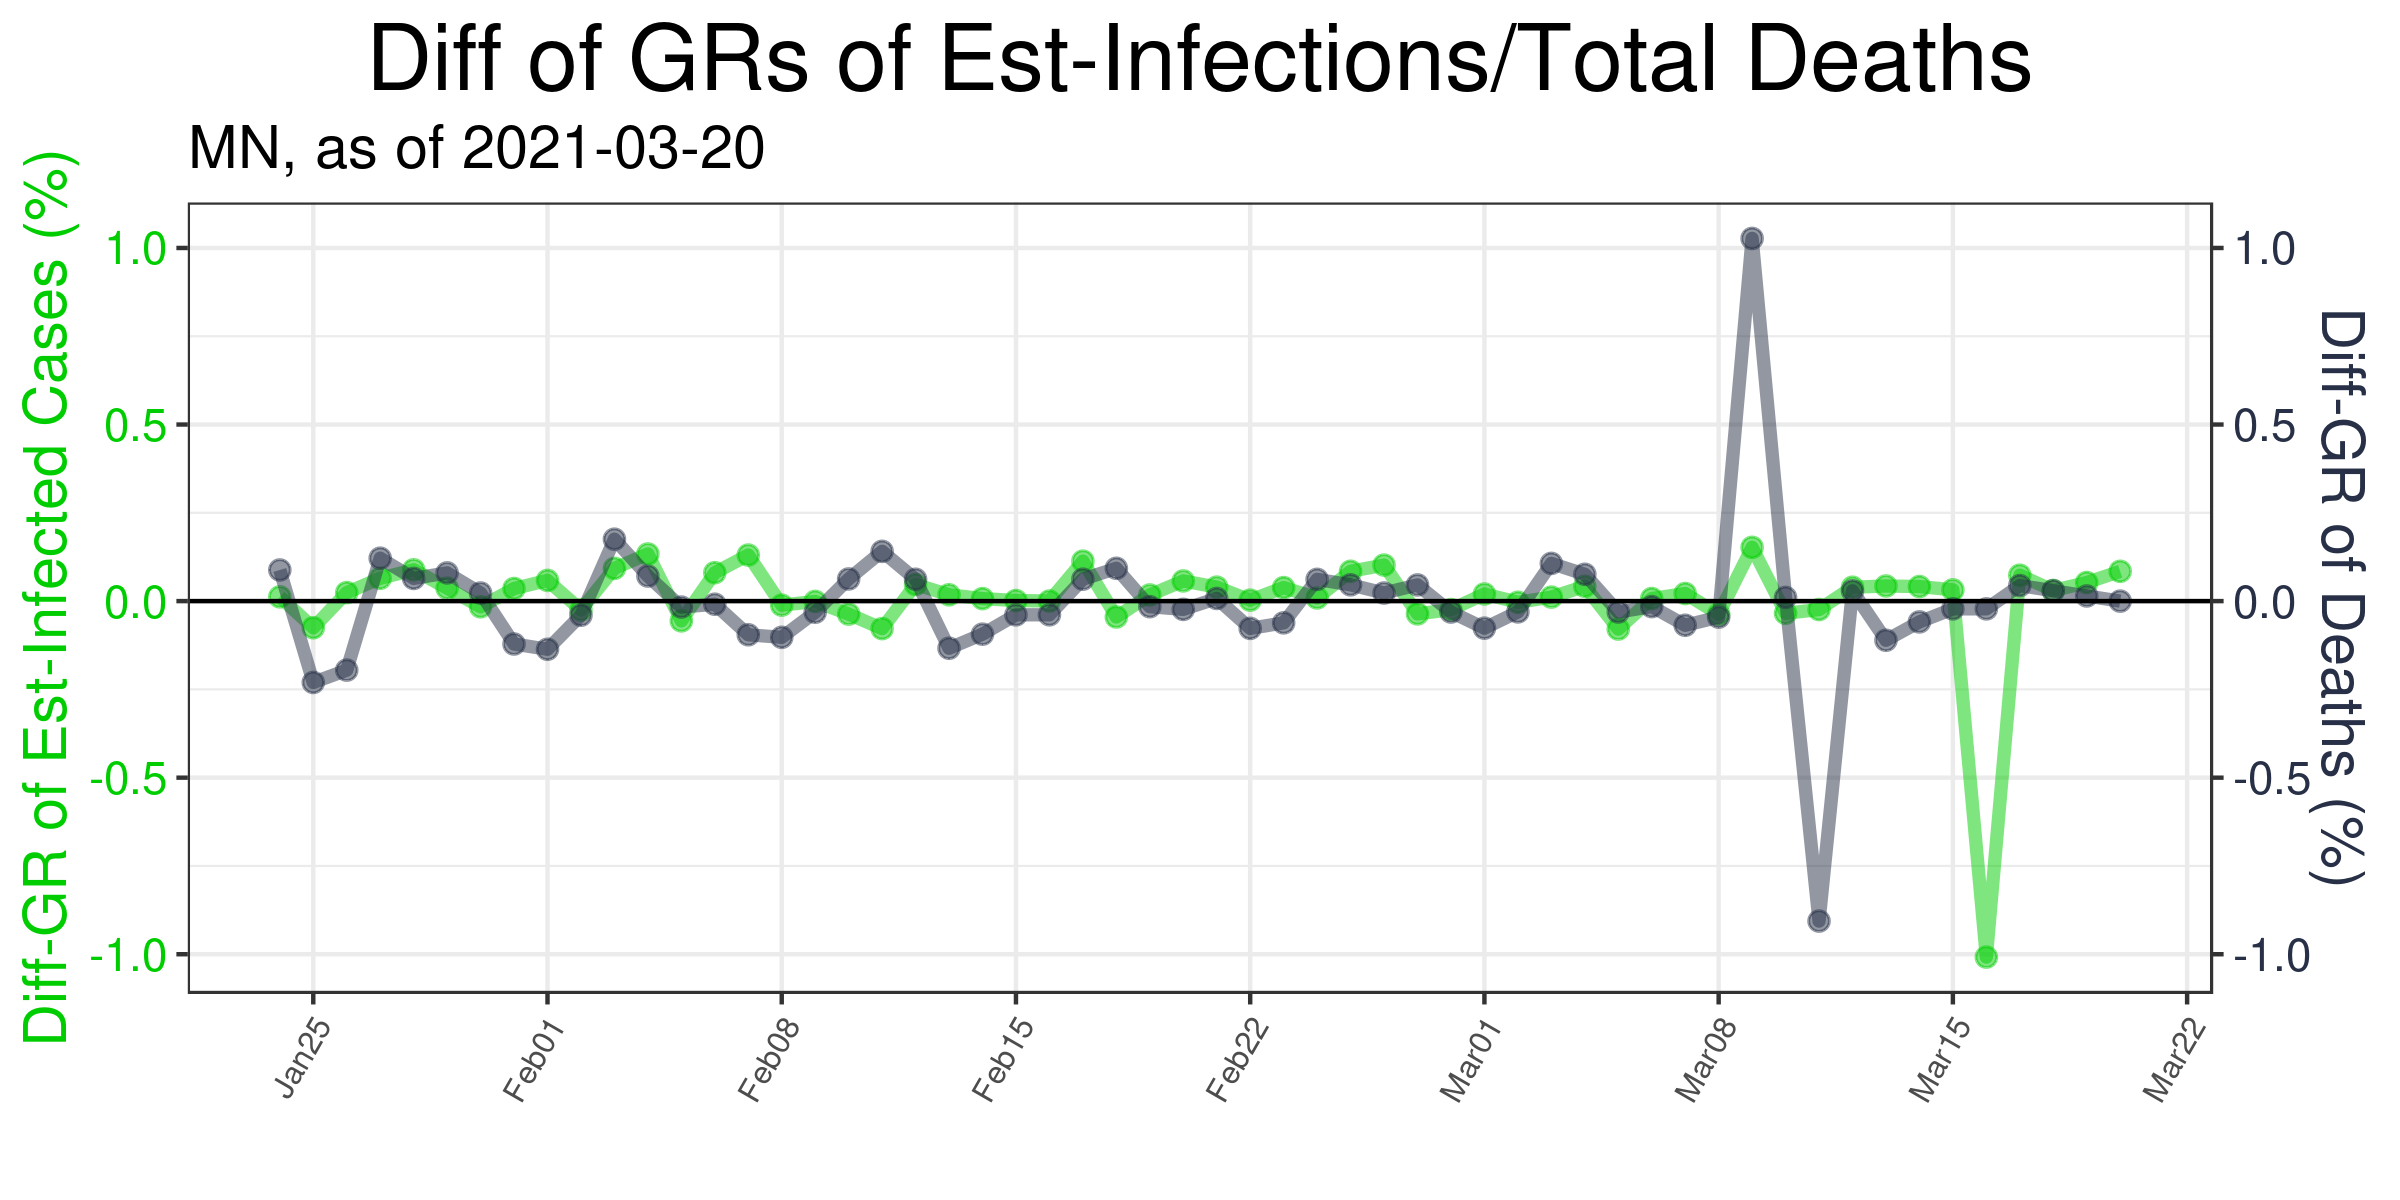 Diff of GRs of Est-Infections/Total Deaths
MN, as of 2021-03-20
Diff-GR of Est-Infected Cases (%)
1.0
0.5
0.0
-0.5
-1.0
1.0
0.5
0.0
-0.5
-1.0
Diff-GR of Deaths (%)
Jan25
Feb01
Feb08
Feb15
Feb22
Mar01
Mar08
Mar15
Mar22